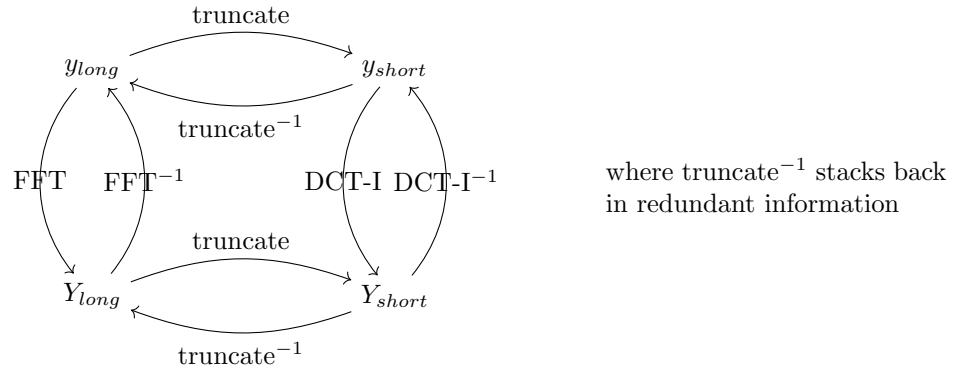 truncate
y_long y_short
truncate⁻¹
FFT FFT⁻¹ DCT-I DCT-I⁻¹
where truncate⁻¹ stacks back
in redundant information
truncate
Y_long Y_short
truncate⁻¹